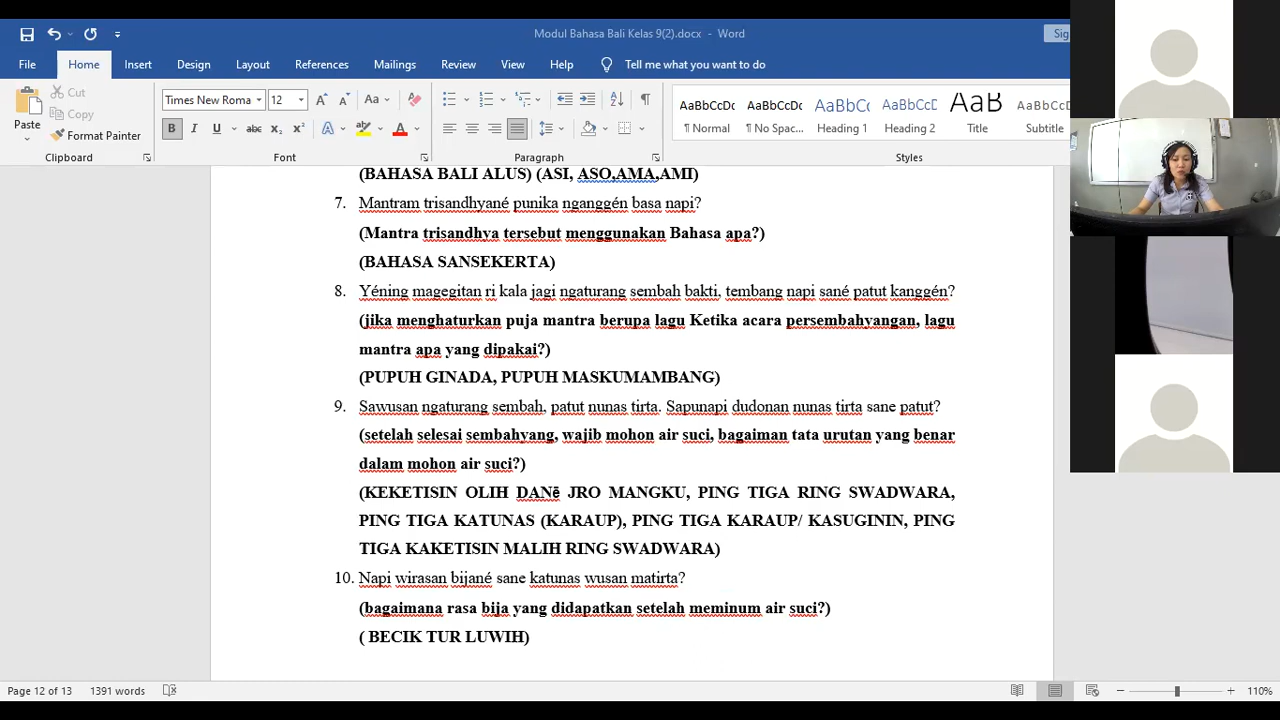 Modul Bahasa Bali Kelas 9(2).docx - Word
Sig
File Home Insert Design Layout References Mailings Review View Help Tell me what you want to do
Paste
Cut
Copy
Format Painter
Clipboard
Times New Roma 12
Font
Paragraph
AaBbCcDc AaBbCcDc AaBbCc AaBbCcD AaB AaBbCcD
¶ Normal ¶ No Spac... Heading 1 Heading 2 Title Subtitle
Styles
(BAHASA BALI ALUS) (ASI, ASO,AMA,AMI)
7. Mantram trisandhyané punika nganggén basa napi?
(Mantra trisandhya tersebut menggunakan Bahasa apa?)
(BAHASA SANSEKERTA)
8. Yéning magegitan ri kala jagi ngaturang sembah bakti, tembang napi sané patut kanggén?
(jika menghaturkan puja mantra berupa lagu Ketika acara persembahyangan, lagu
mantra apa yang dipakai?)
(PUPUH GINADA, PUPUH MASKUMAMBANG)
9. Sawusan ngaturang sembah, patut nunas tirta. Sapunapi dudonan nunas tirta sane patut?
(setelah selesai sembahyang, wajib mohon air suci, bagaiman tata urutan yang benar
dalam mohon air suci?)
(KEKETISIN OLIH DANē JRO MANGKU, PING TIGA RING SWADWARA,
PING TIGA KATUNAS (KARAUP), PING TIGA KARAUP/ KASUGININ, PING
TIGA KAKETISIN MALIH RING SWADWARA)
10. Napi wirasan bijané sane katunas wusan matirta?
(bagaimana rasa bija yang didapatkan setelah meminum air suci?)
( BECIK TUR LUWIH)
Page 12 of 13 1391 words
110%